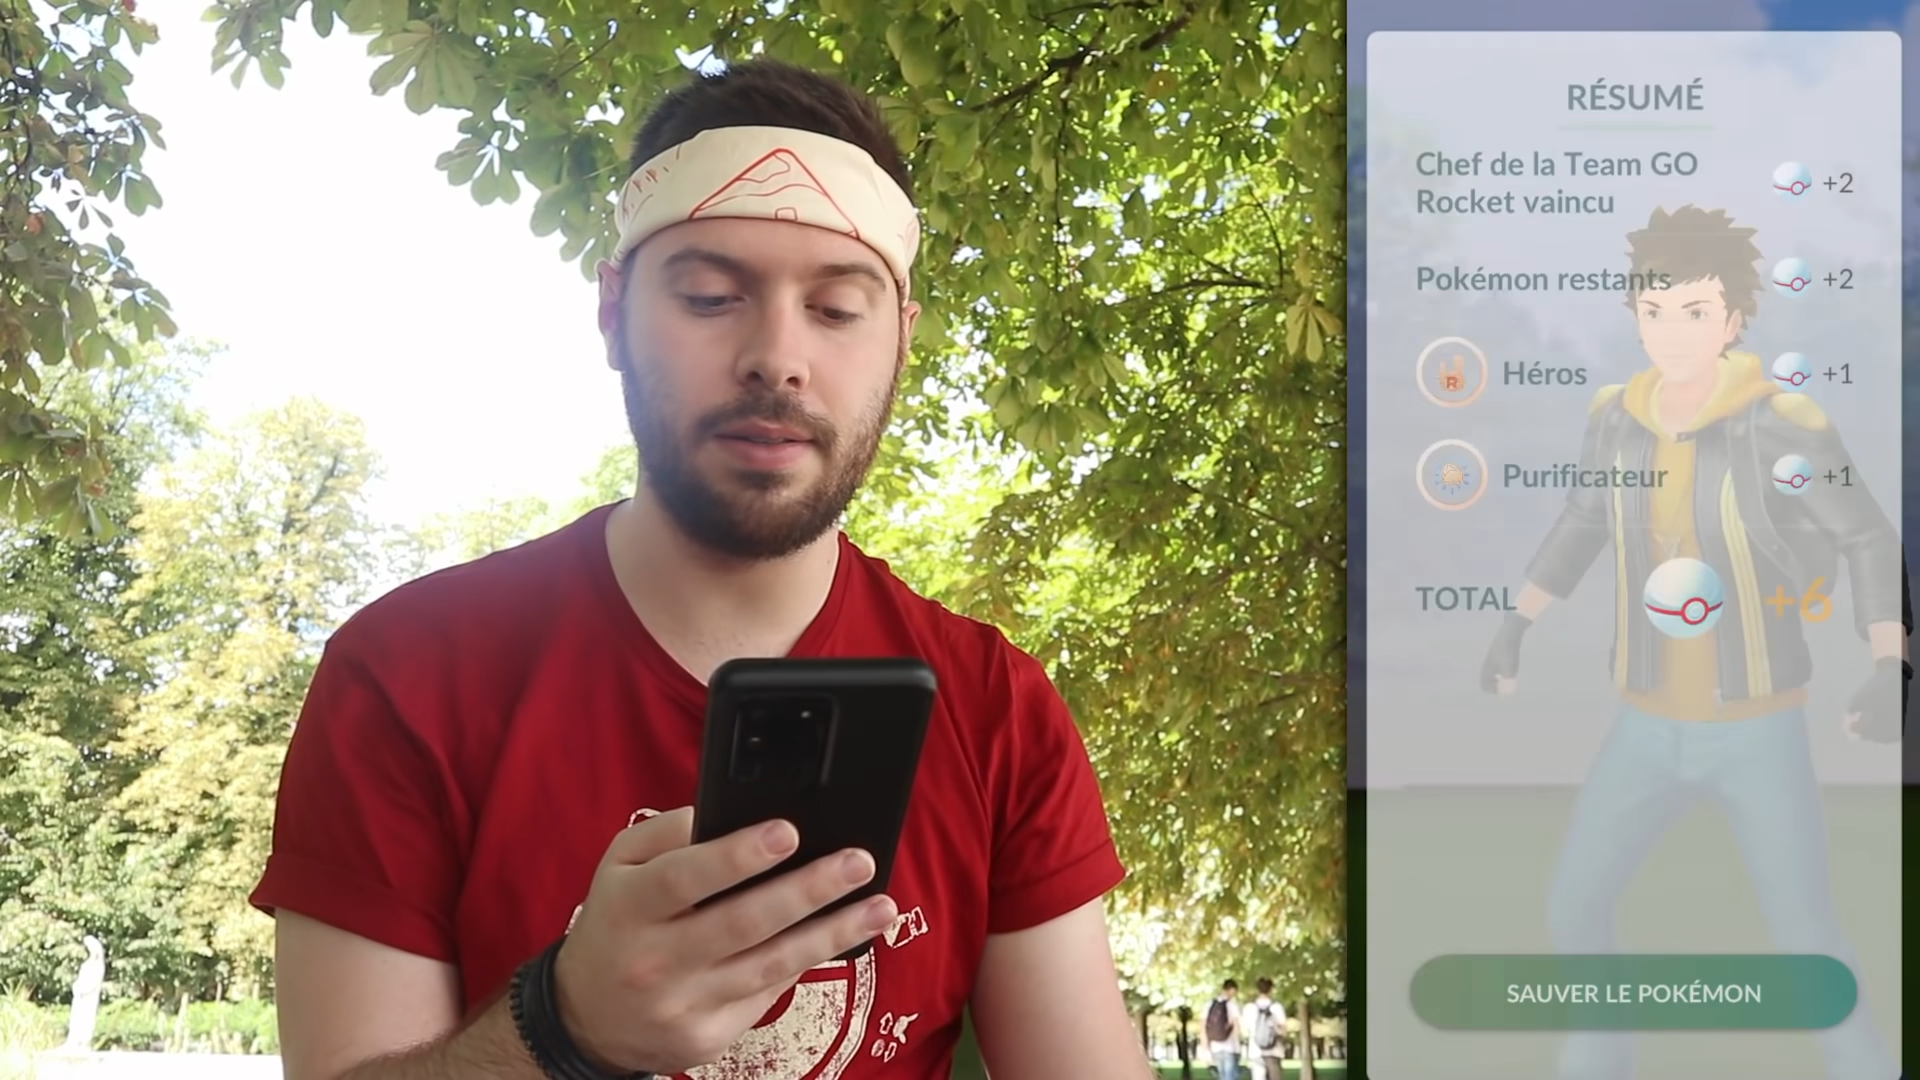 RÉSUMÉ
Chef de la Team GO
Rocket vaincu
+2
Pokémon restants
+2
R
Héros
+1
Purificateur
+1
TOTAL
+6
SAUVER LE POKÉMON